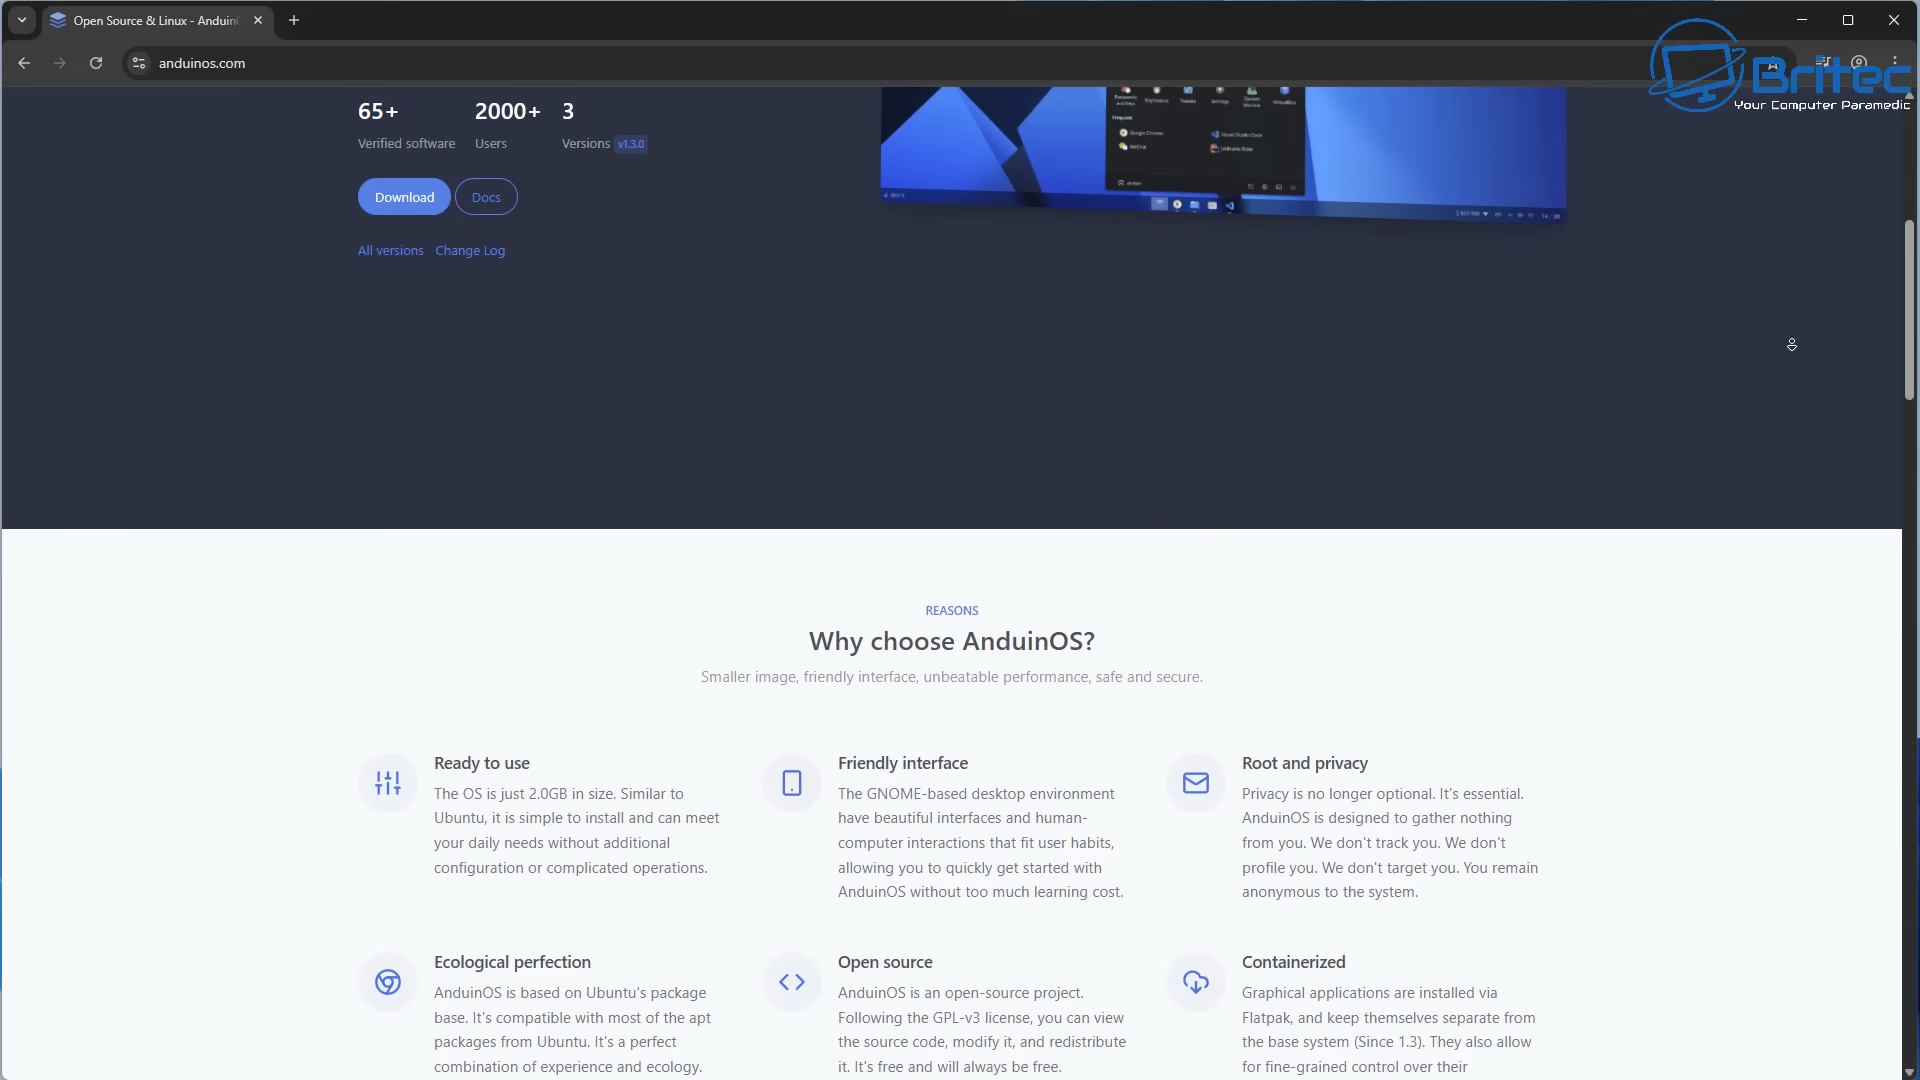 Open Source & Linux - Anduin
anduinos.com
Britec
Your Computer Paramedic
65+
2000+
3
Verified software
Users
Versions v1.3.0
Download
Docs
All versions
Change Log
Google Chrome
Visual Studio Code
WeChat
JetBrains Rider
REASONS
Why choose AnduinOS?
Smaller image, friendly interface, unbeatable performance, safe and secure.
Ready to use
The OS is just 2.0GB in size. Similar to
Ubuntu, it is simple to install and can meet
your daily needs without additional
configuration or complicated operations.
Friendly interface
The GNOME-based desktop environment
have beautiful interfaces and human-
computer interactions that fit user habits,
allowing you to quickly get started with
AnduinOS without too much learning cost.
Root and privacy
Privacy is no longer optional. It's essential.
AnduinOS is designed to gather nothing
from you. We don't track you. We don't
profile you. We don't target you. You remain
anonymous to the system.
Ecological perfection
AnduinOS is based on Ubuntu's package
base. It's compatible with most of the apt
packages from Ubuntu. It's a perfect
combination of experience and ecology.
Open source
AnduinOS is an open-source project.
Following the GPL-v3 license, you can view
the source code, modify it, and redistribute
it. It's free and will always be free.
Containerized
Graphical applications are installed via
Flatpak, and keep themselves separate from
the base system (Since 1.3). They also allow
for fine-grained control over their